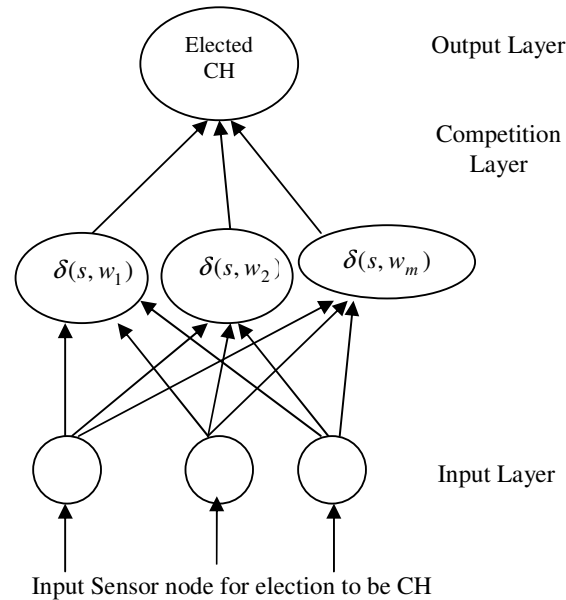 Elected
CH
Output Layer
Competition
Layer
δ(s, w₁)
δ(s, w₂)
δ(s, wₘ)
Input Layer
Input Sensor node for election to be CH